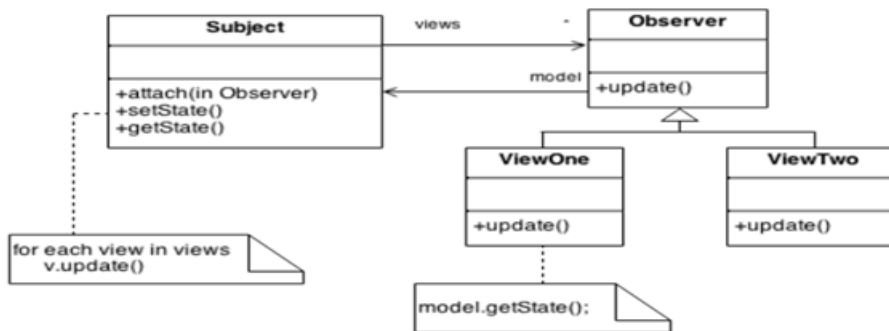 Subject
views
-
Observer
+attach(in Observer)
+setState()
+getState()
model
+update()
ViewOne
+update()
ViewTwo
+update()
for each view in views
v.update()
model.getState();